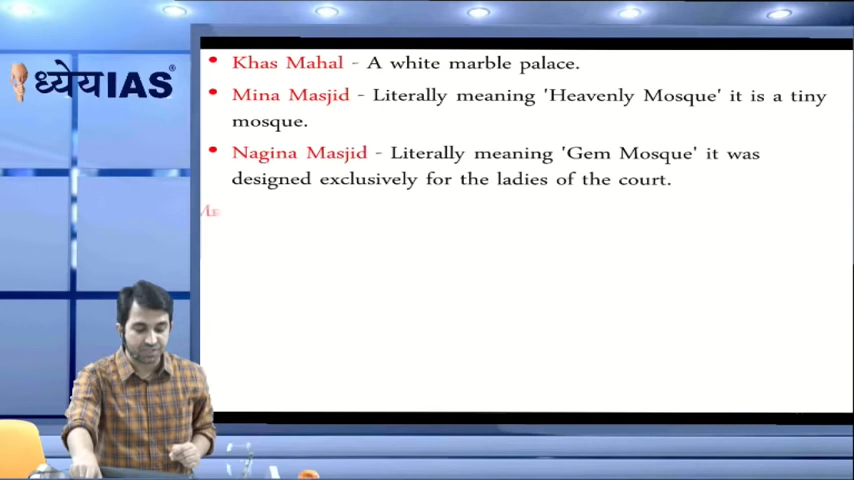 ध्येयIAS®
• Khas Mahal - A white marble palace.
• Mina Masjid - Literally meaning 'Heavenly Mosque' it is a tiny
mosque.
• Nagina Masjid - Literally meaning 'Gem Mosque' it was
designed exclusively for the ladies of the court.